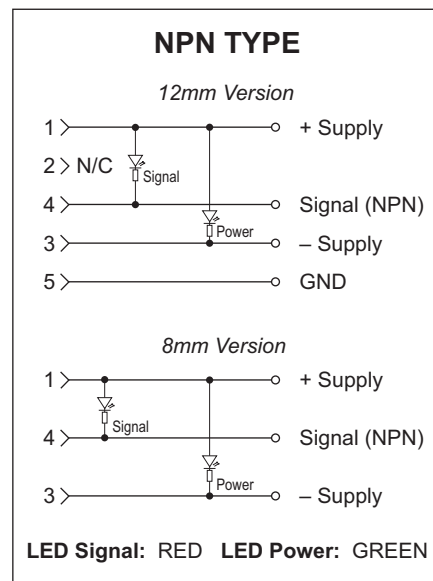 NPN TYPE
12mm Version
1 + Supply
2 N/C
Signal
4 Signal (NPN)
Power
3 – Supply
5 GND
8mm Version
1 + Supply
Signal
4 Signal (NPN)
Power
3 – Supply
LED Signal: RED LED Power: GREEN